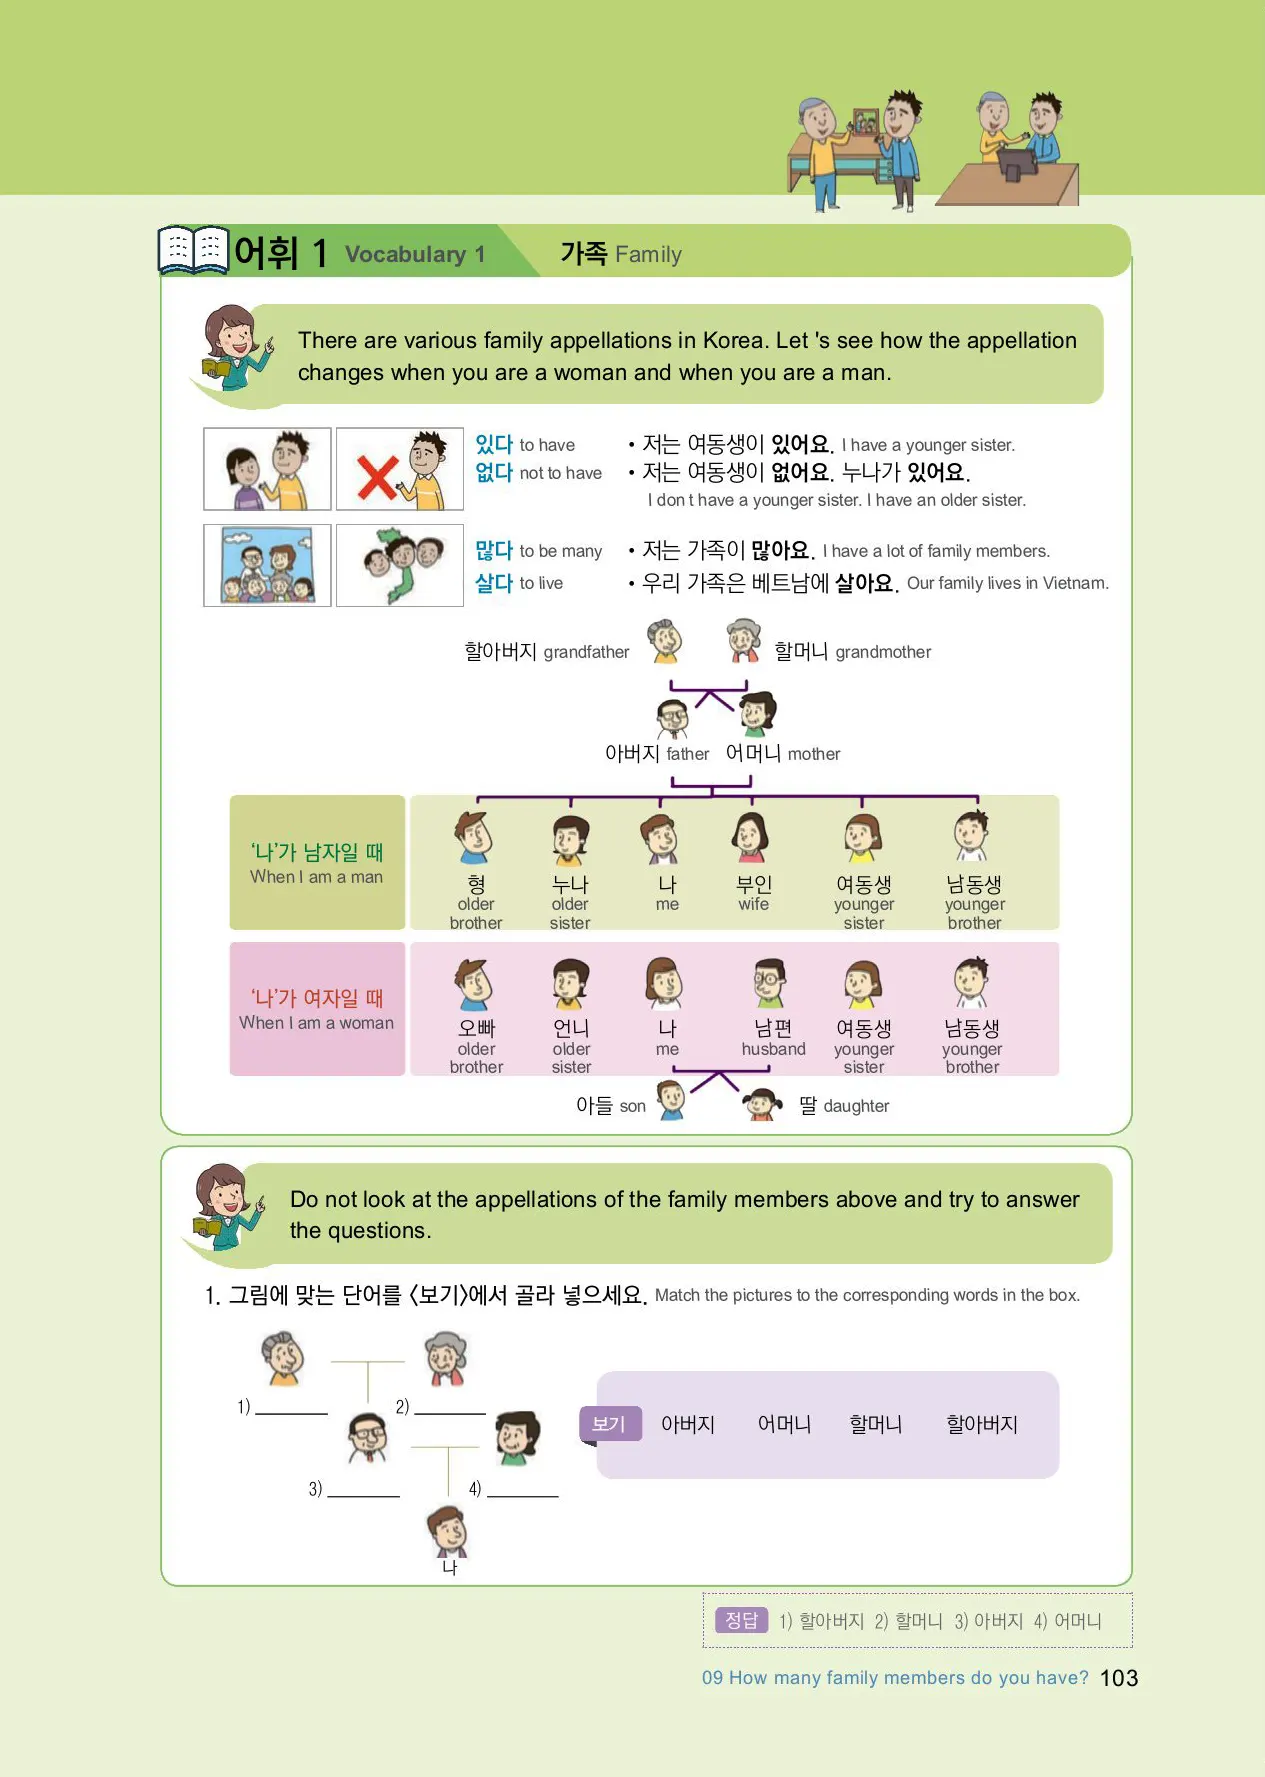 어휘 1 Vocabulary 1 가족 Family
There are various family appellations in Korea. Let 's see how the appellation
changes when you are a woman and when you are a man.
있다 to have • 저는 여동생이 있어요. I have a younger sister.
없다 not to have • 저는 여동생이 없어요. 누나가 있어요.
I don t have a younger sister. I have an older sister.
많다 to be many • 저는 가족이 많아요. I have a lot of family members.
살다 to live • 우리 가족은 베트남에 살아요. Our family lives in Vietnam.
할아버지 grandfather 할머니 grandmother
아버지 father 어머니 mother
‘나’가 남자일 때
When I am a man
형 누나 나 부인 여동생 남동생
older older me wife younger younger
brother sister sister brother
‘나’가 여자일 때
When I am a woman
오빠 언니 나 남편 여동생 남동생
older older me husband younger younger
brother sister sister brother
아들 son 딸 daughter
Do not look at the appellations of the family members above and try to answer
the questions.
1. 그림에 맞는 단어를 〈보기〉에서 골라 넣으세요. Match the pictures to the corresponding words in the box.
1) ________ 2) ________
보기 아버지 어머니 할머니 할아버지
3) ________ 4) ________
나
정답 1) 할아버지 2) 할머니 3) 아버지 4) 어머니
09 How many family members do you have? 103